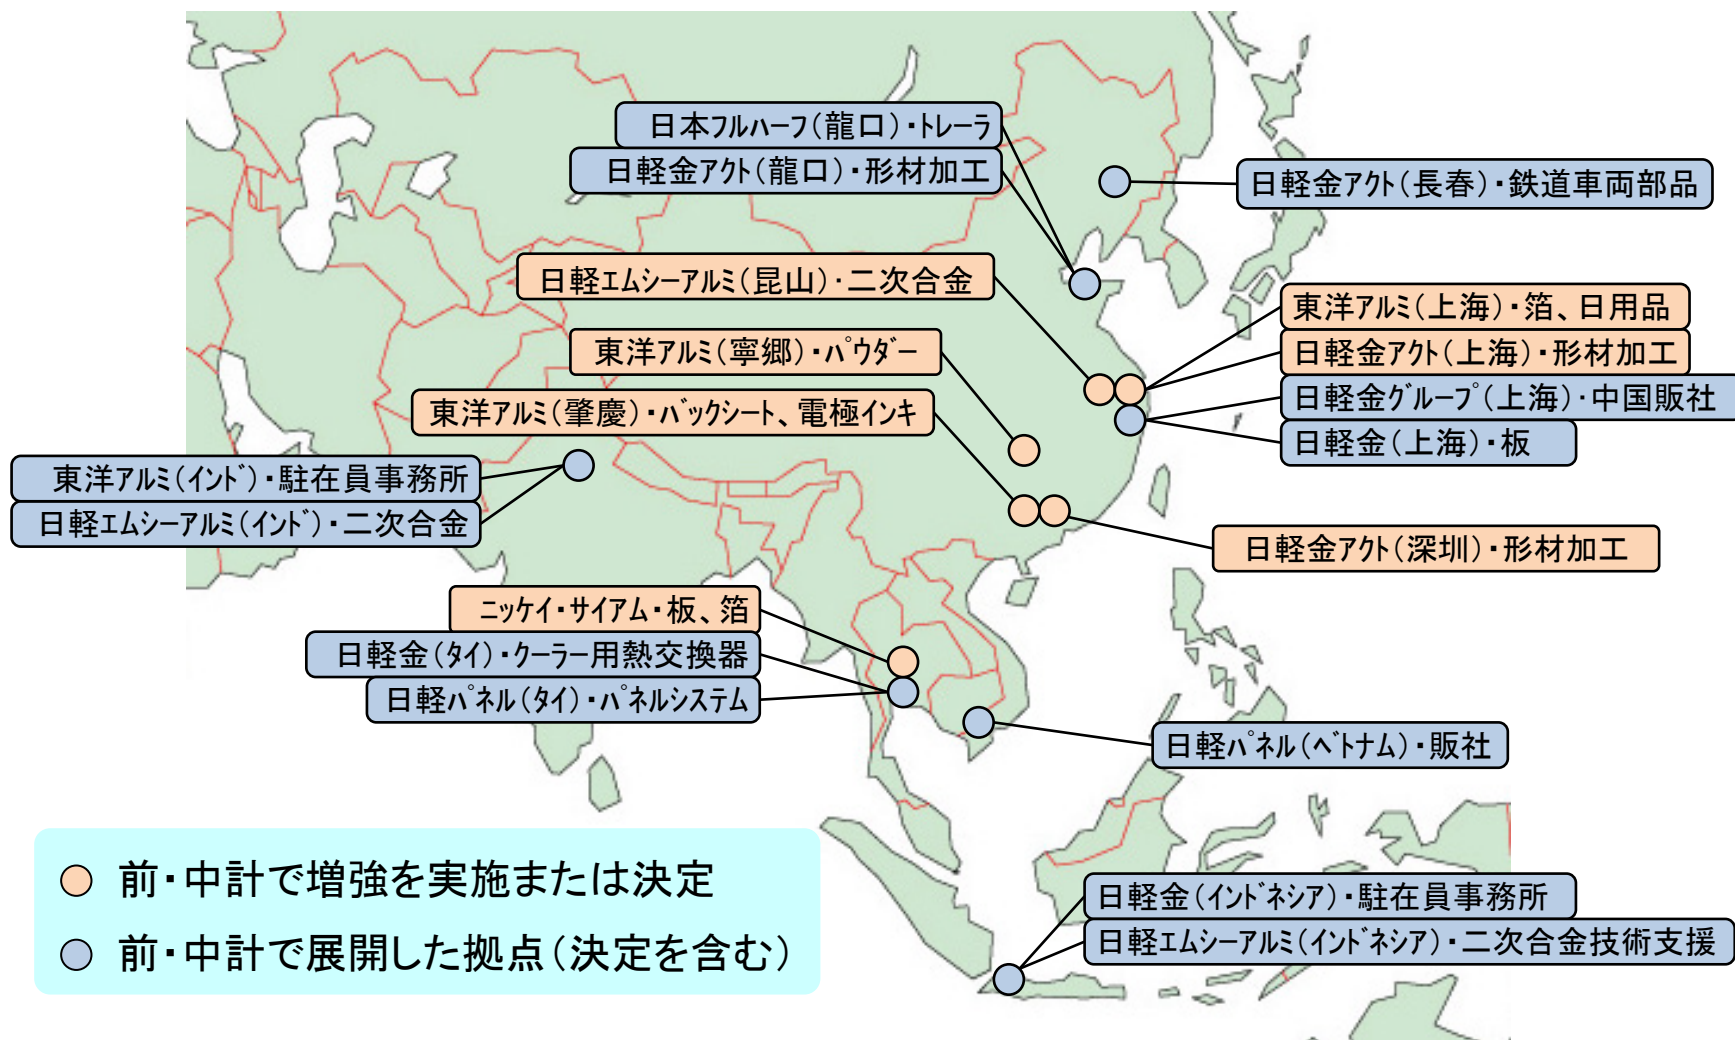 日本フルハーフ（龍口）・トレーラ
日軽金アクト（龍口）・形材加工
日軽金アクト（長春）・鉄道車両部品
日軽エムシーアルミ（昆山）・二次合金
東洋アルミ（上海）・箔、日用品
東洋アルミ（寧郷）・パウダー
日軽金アクト（上海）・形材加工
日軽金グループ（上海）・中国販社
東洋アルミ（肇慶）・バックシート、電極インキ
日軽金（上海）・板
東洋アルミ（インド）・駐在員事務所
日軽エムシーアルミ（インド）・二次合金
日軽金アクト（深圳）・形材加工
ニッケイ・サイアム・板、箔
日軽金（タイ）・クーラー用熱交換器
日軽パネル（タイ）・パネルシステム
日軽パネル（ベトナム）・販社
前・中計で増強を実施または決定
日軽金（インドネシア）・駐在員事務所
日軽エムシーアルミ（インドネシア）・二次合金技術支援
前・中計で展開した拠点（決定を含む）